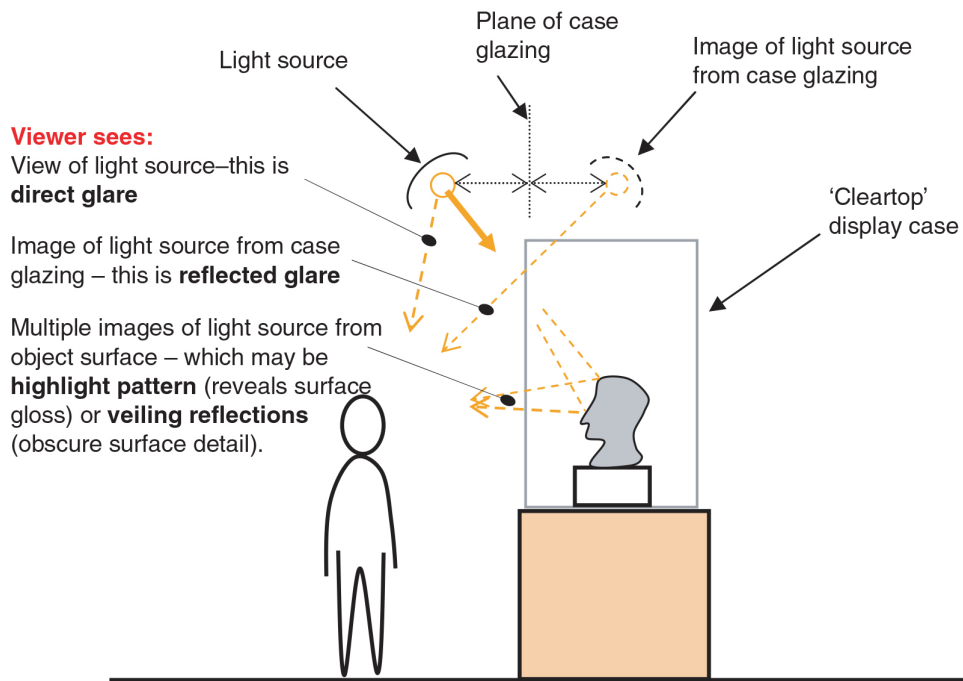 Plane of case
glazing
Light source
Image of light source
from case glazing
Viewer sees:
View of light source–this is
direct glare
‘Cleartop’
display case
Image of light source from case
glazing – this is reflected glare
Multiple images of light source from
object surface – which may be
highlight pattern (reveals surface
gloss) or veiling reflections
(obscure surface detail).